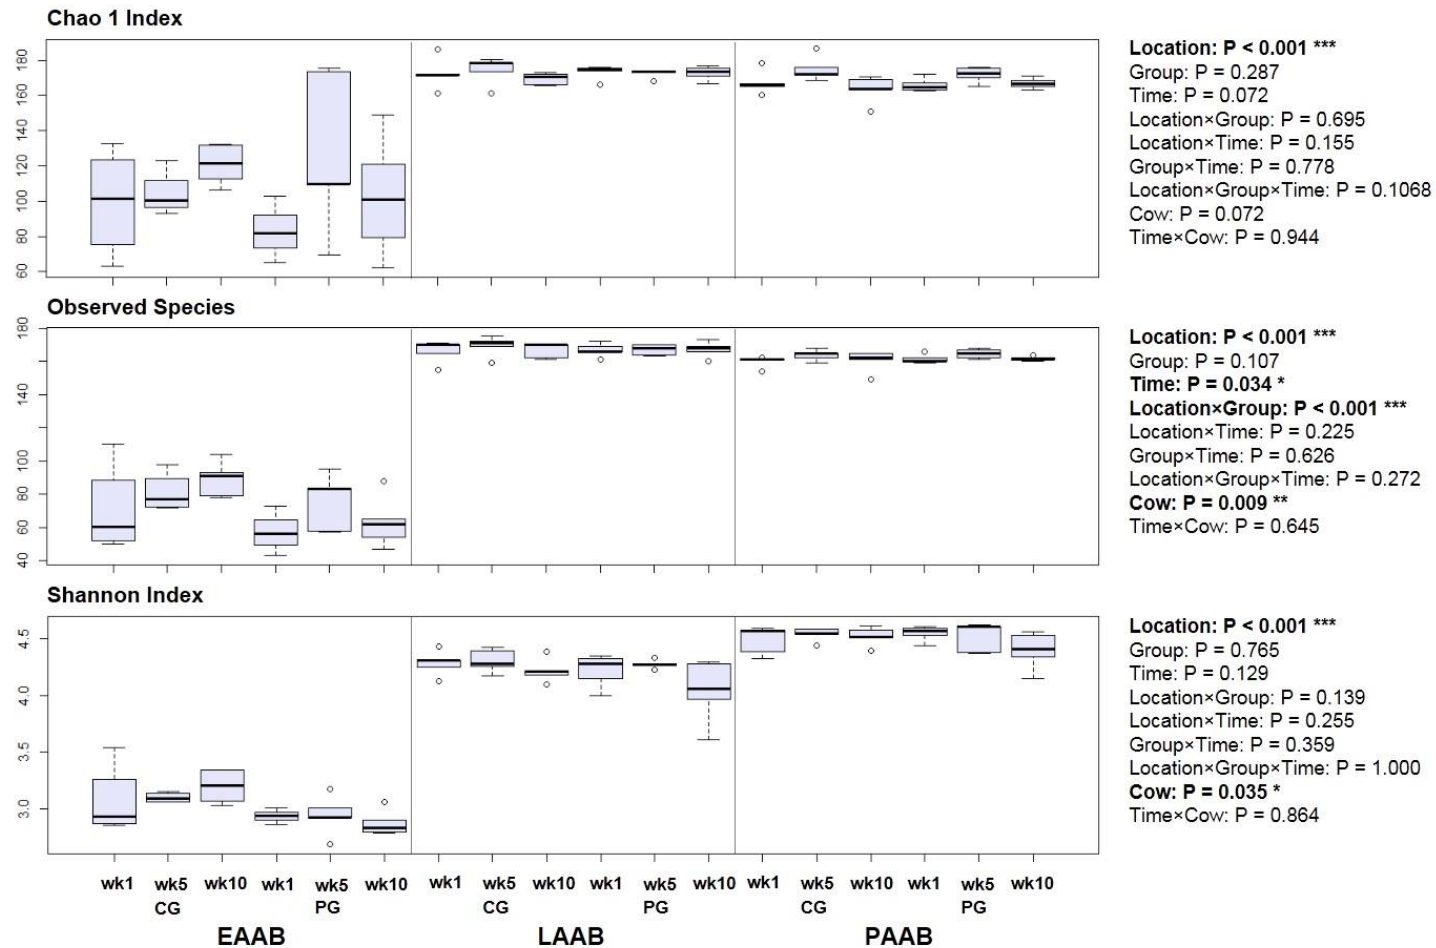 Chao 1 Index
180
160
140
120
100
80
60
Location: P < 0.001 ***
Group: P = 0.287
Time: P = 0.072
Location×Group: P = 0.695
Location×Time: P = 0.155
Group×Time: P = 0.778
Location×Group×Time: P = 0.1068
Cow: P = 0.072
Time×Cow: P = 0.944
Observed Species
180
140
100
80
60
40
Location: P < 0.001 ***
Group: P = 0.107
Time: P = 0.034 *
Location×Group: P < 0.001 ***
Location×Time: P = 0.225
Group×Time: P = 0.626
Location×Group×Time: P = 0.272
Cow: P = 0.009 **
Time×Cow: P = 0.645
Shannon Index
4.5
4.0
3.5
3.0
Location: P < 0.001 ***
Group: P = 0.765
Time: P = 0.129
Location×Group: P = 0.139
Location×Time: P = 0.255
Group×Time: P = 0.359
Location×Group×Time: P = 1.000
Cow: P = 0.035 *
Time×Cow: P = 0.864
wk1 wk5 wk10 wk1 wk5 wk10 wk1 wk5 wk10 wk1 wk5 wk10 wk1 wk5 wk10 wk1 wk5 wk10
CG PG CG PG CG PG
EAAB LAAB PAAB